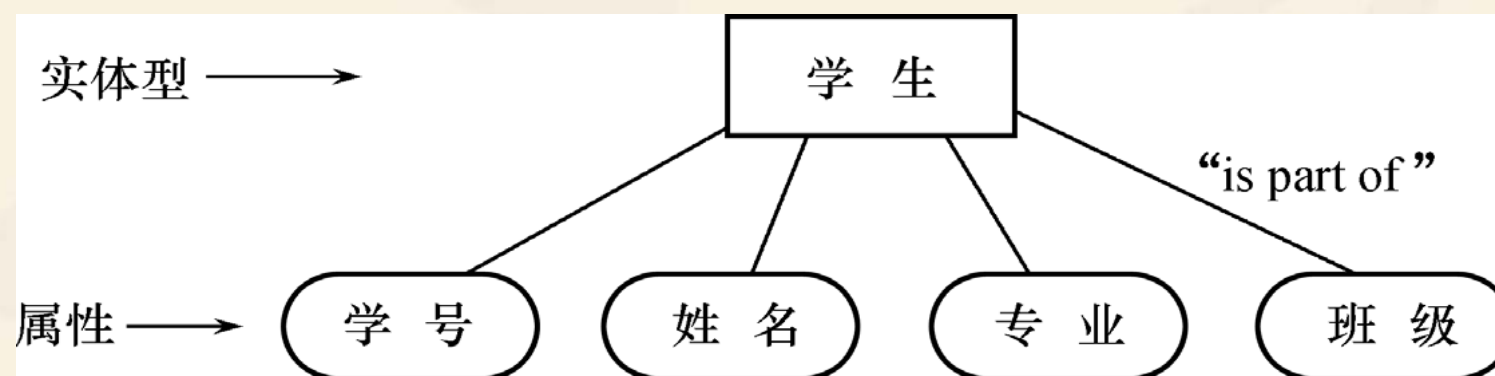 实体型 学 生
“is part of”
属性 学 号 姓 名 专 业 班 级